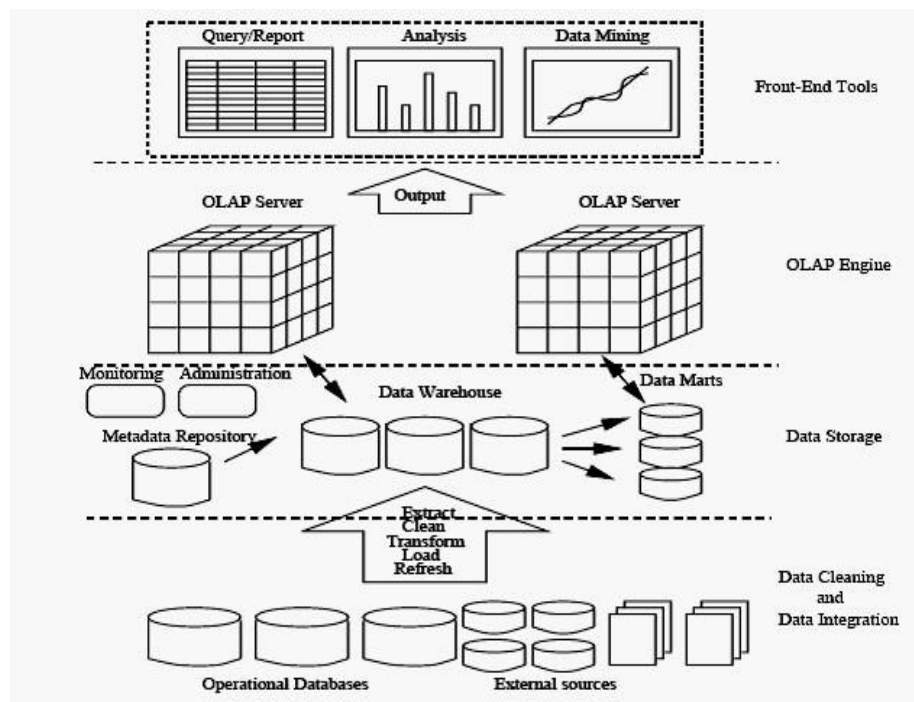 Query/Report
Analysis
Data Mining
Front-End Tools
Output
OLAP Server
OLAP Server
OLAP Engine
Monitoring
Administration
Data Warehouse
Data Marts
Metadata Repository
Data Storage
Extract
Clean
Transform
Load
Refresh
Data Cleaning
and
Data Integration
Operational Databases
External sources